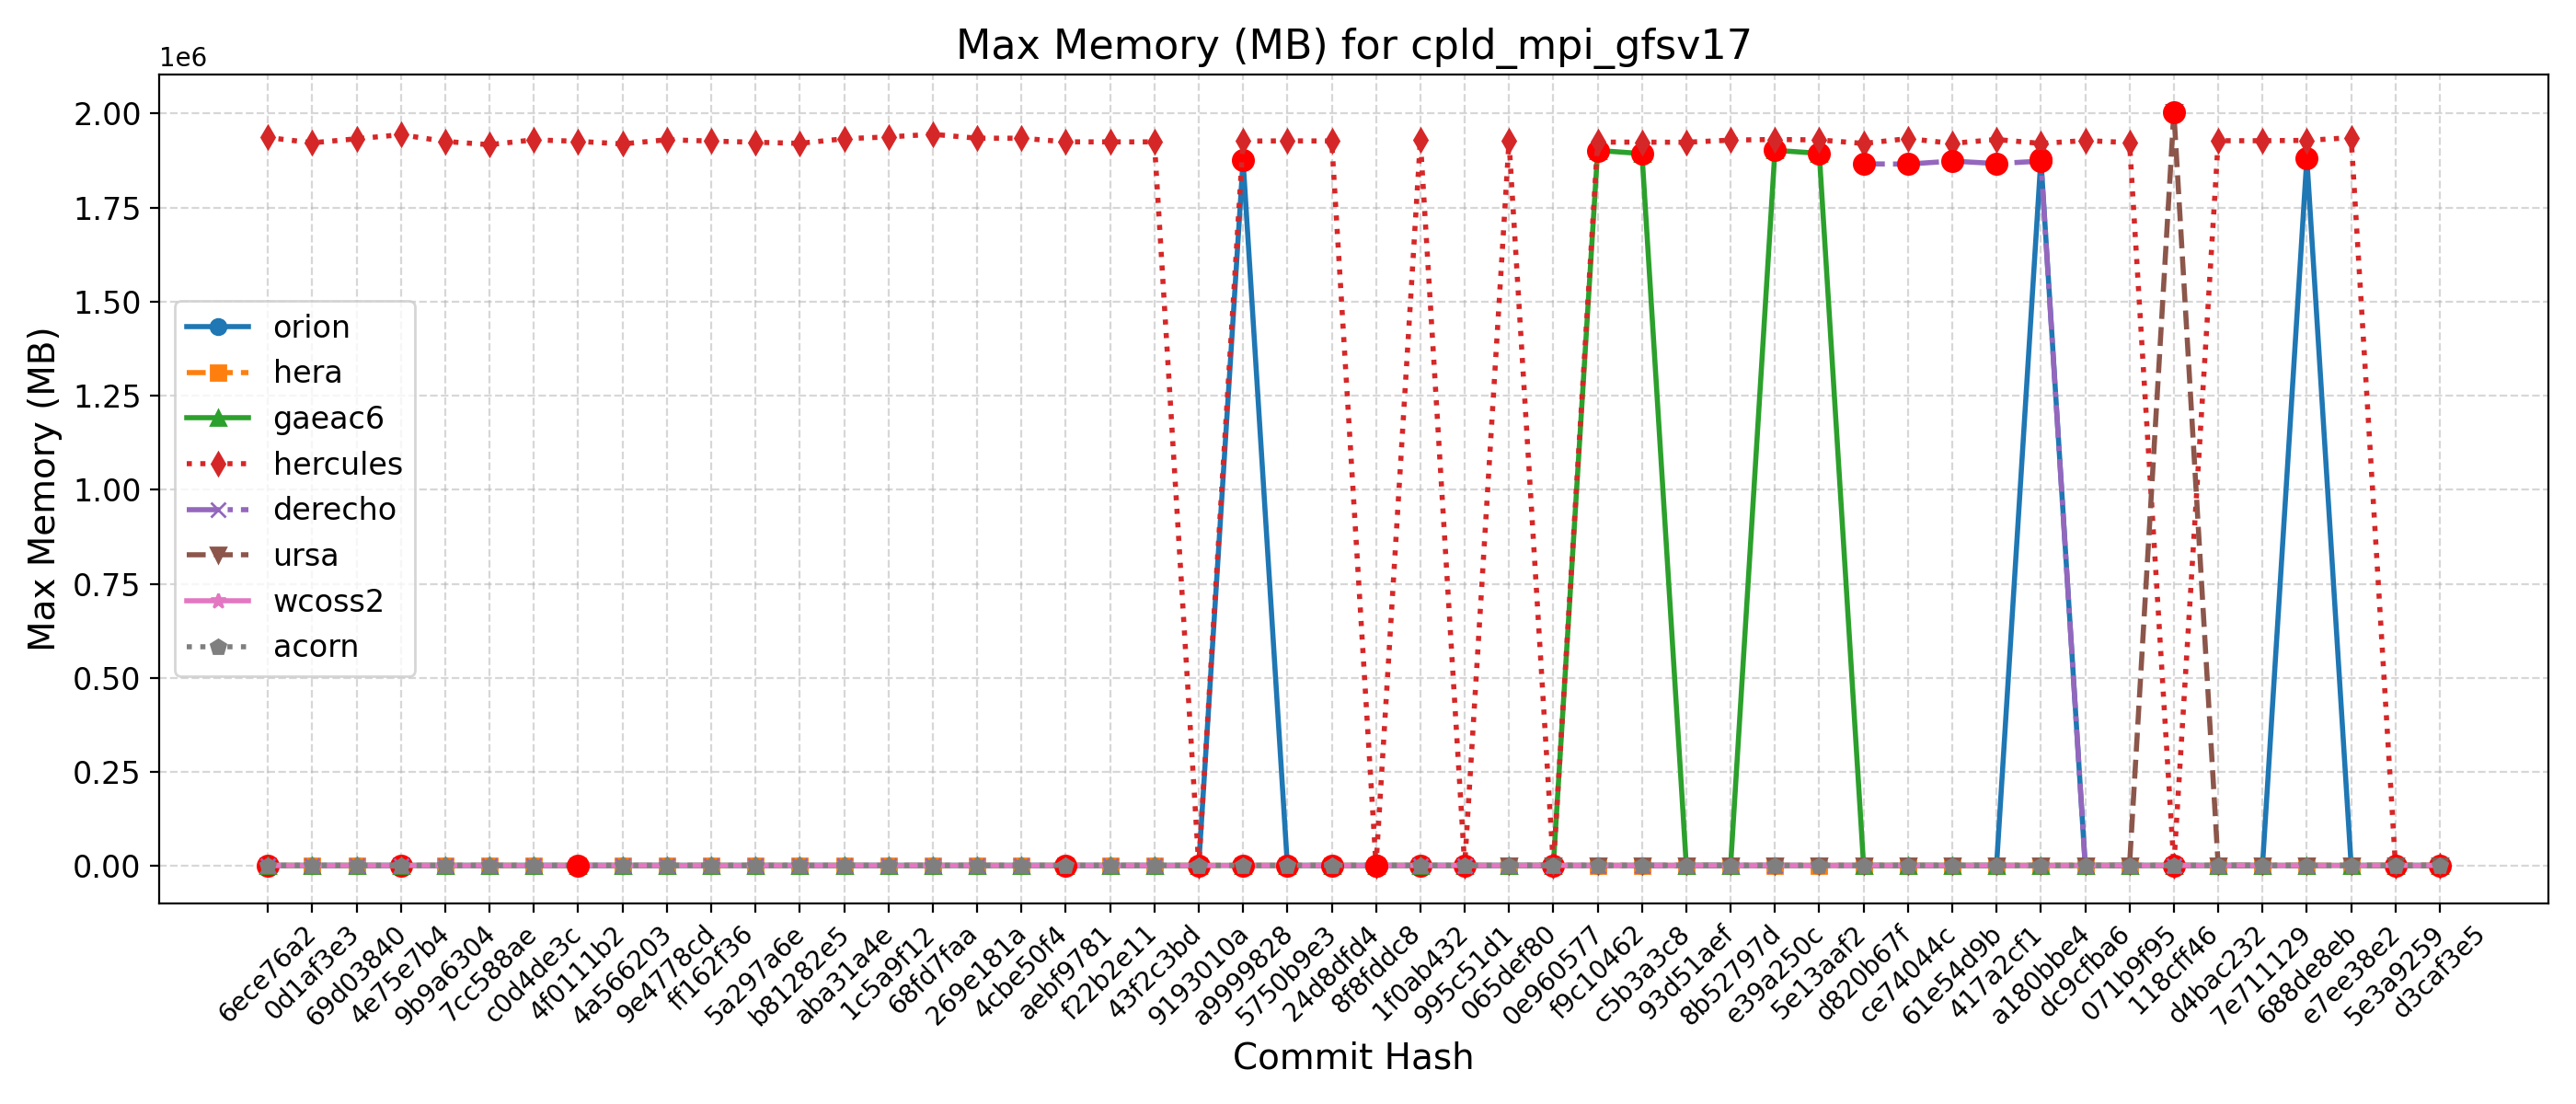 Max Memory (MB) for cpld_mpi_gfsv17
1e6
2.00
1.75
1.50
1.25
1.00
0.75
0.50
0.25
0.00
Max Memory (MB)
orion
hera
gaeac6
hercules
derecho
ursa
wcoss2
acorn
6ece76a2
0d1af3e3
69d03840
4e75e7b4
9b9a6304
7cc588ae
c0d4de3c
4f0111b2
4a566203
9e4778cd
ff162f36
5a297a6e
b81282e5
aba31a4e
1c5a9f12
68fd7faa
269e181a
4cbe50f4
aebf9781
f22b2e11
43f2c3bd
9193010a
a9999828
5750b9e3
24d8dfd4
8f8fddc8
1f0ab432
995c51d1
065def80
0e960577
f9c10462
c5b3a3c8
93d51aef
8b52797d
e39a250c
5e13aaf2
d820b67f
ce74044c
61e54d9b
417a2cf1
a180bbe4
dc9cfba6
071b9f95
118cff46
d4bac232
7e711129
688de8eb
e7ee38e2
5e3a9259
d3caf3e5
Commit Hash